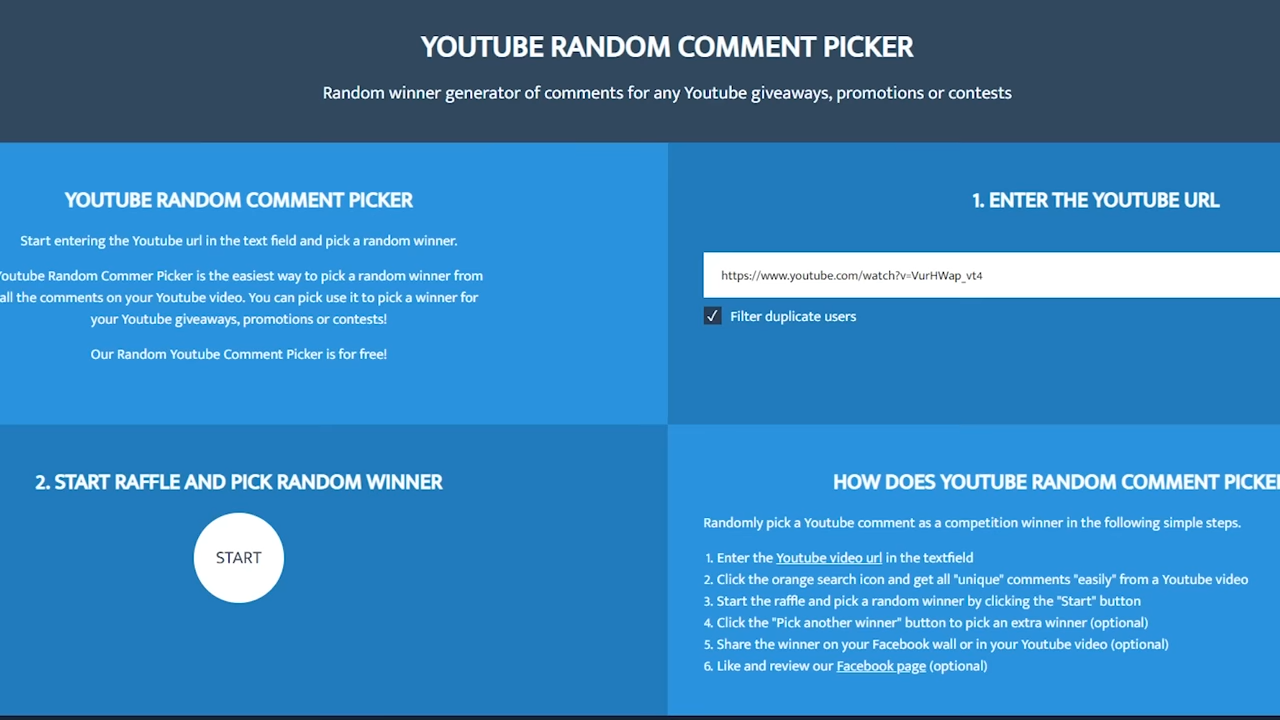 YOUTUBE RANDOM COMMENT PICKER
Random winner generator of comments for any Youtube giveaways, promotions or contests
YOUTUBE RANDOM COMMENT PICKER
Start entering the Youtube url in the text field and pick a random winner.
Youtube Random Commer Picker is the easiest way to pick a random winner from
all the comments on your Youtube video. You can pick use it to pick a winner for
your Youtube giveaways, promotions or contests!
Our Random Youtube Comment Picker is for free!
1. ENTER THE YOUTUBE URL
https://www.youtube.com/watch?v=VurHWap_vt4
Filter duplicate users
2. START RAFFLE AND PICK RANDOM WINNER
START
HOW DOES YOUTUBE RANDOM COMMENT PICKE
Randomly pick a Youtube comment as a competition winner in the following simple steps.
1. Enter the Youtube video url in the textfield
2. Click the orange search icon and get all "unique" comments "easily" from a Youtube video
3. Start the raffle and pick a random winner by clicking the "Start" button
4. Click the "Pick another winner" button to pick an extra winner (optional)
5. Share the winner on your Facebook wall or in your Youtube video (optional)
6. Like and review our Facebook page (optional)